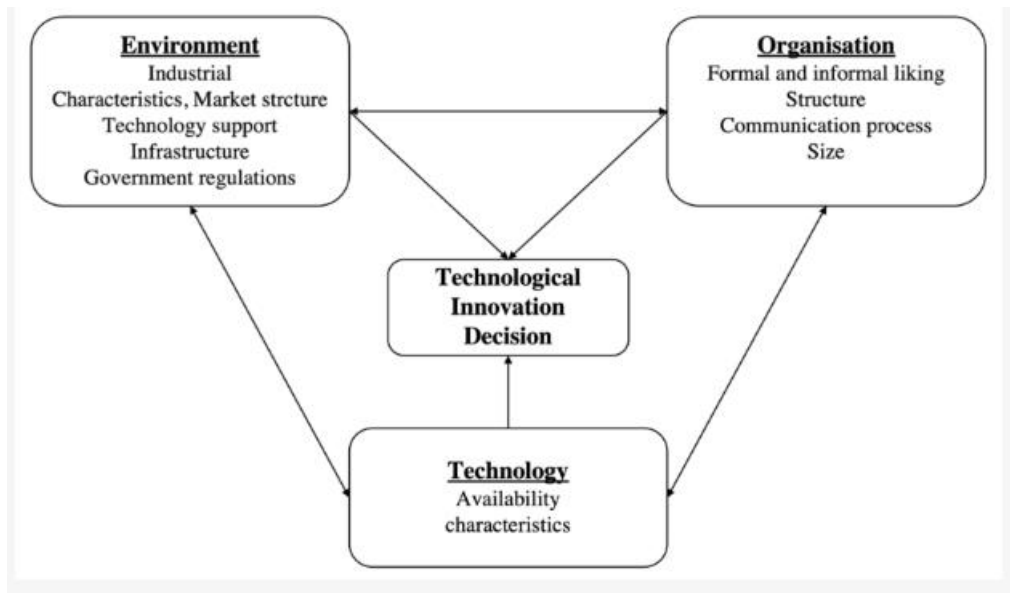 Environment
Industrial
Characteristics, Market strcture
Technology support
Infrastructure
Government regulations
Organisation
Formal and informal liking
Structure
Communication process
Size
Technological
Innovation
Decision
Technology
Availability
characteristics